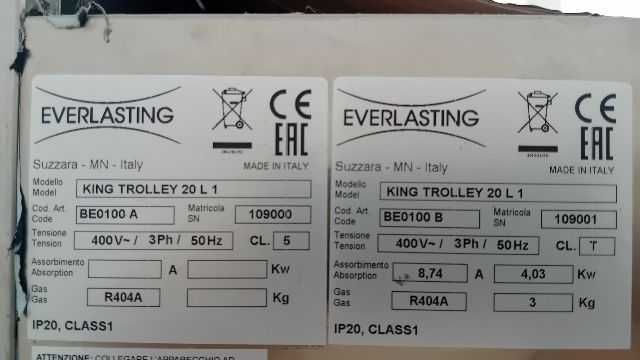 EVERLASTING
CE
EAC
Suzzara - MN - Italy
MADE IN ITALY
Modello
Model
KING TROLLEY 20 L 1
Cod. Art.
Code
BE0100 A
Matricola
SN
109000
Tensione
Tension
400V~ / 3Ph / 50Hz
CL. 5
Assorbimento
Absorption
A
Kw
Gas
Gas
R404A
Kg
IP20, CLASS1
EVERLASTING
CE
EAC
Suzzara - MN - Italy
MADE IN ITALY
Modello
Model
KING TROLLEY 20 L 1
Cod. Art.
Code
BE0100 B
Matricola
SN
109001
Tensione
Tension
400V~ / 3Ph / 50Hz
CL. T
Assorbimento
Absorption
8,74 A
4,03 Kw
Gas
Gas
R404A
3 Kg
IP20, CLASS1
ATTENZIONE: COLLEGARE L'APPARECCHIO AD